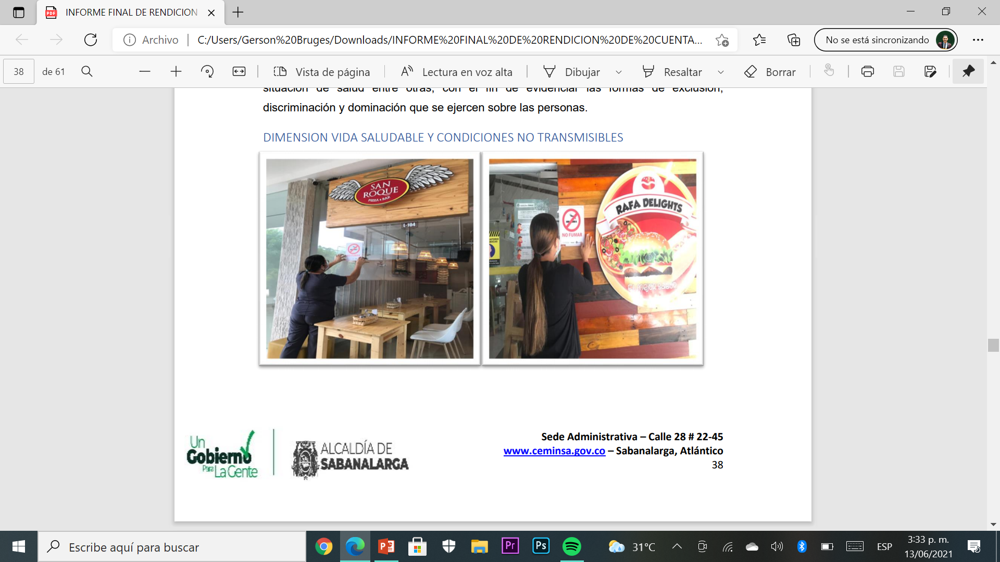 INFORME FINAL DE RENDICION
Archivo
C:/Users/Gerson%20Bruges/Downloads/INFORME%20FINAL%20DE%20RENDICION%20DE%20CUENTA...
No se está sincronizando
38
de 61
Vista de página
Lectura en voz alta
Dibujar
Resaltar
Borrar
situación de salud entre otras, con el fin de evidenciar las formas de exclusión,
discriminación y dominación que se ejercen sobre las personas.
DIMENSION VIDA SALUDABLE Y CONDICIONES NO TRANSMISIBLES
SAN
ROQUE
PIZZA BAR
L-104
RAFA DELIGHTS
NO FUMAR
El mejor sabor
Un
Gobierno
Para La Gente
ALCALDÍA DE
SABANALARGA
Sede Administrativa – Calle 28 # 22-45
www.ceminsa.gov.co – Sabanalarga, Atlántico
38
Escribe aquí para buscar
Pr
Ps
31°C
ESP
3:33 p. m.
13/06/2021